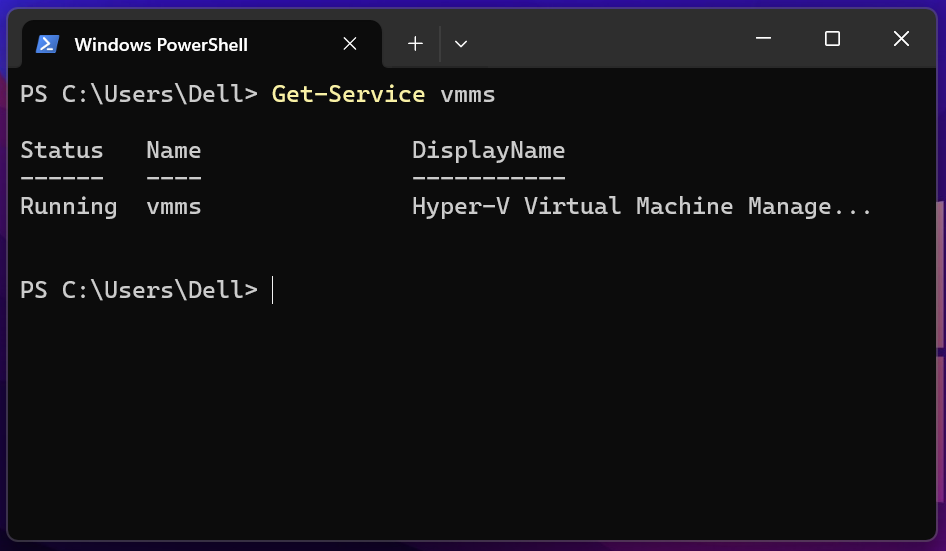 Windows PowerShell
PS C:\Users\Dell> Get-Service vmms
Status   Name               DisplayName
------   ----               -----------
Running  vmms               Hyper-V Virtual Machine Manage...
PS C:\Users\Dell>